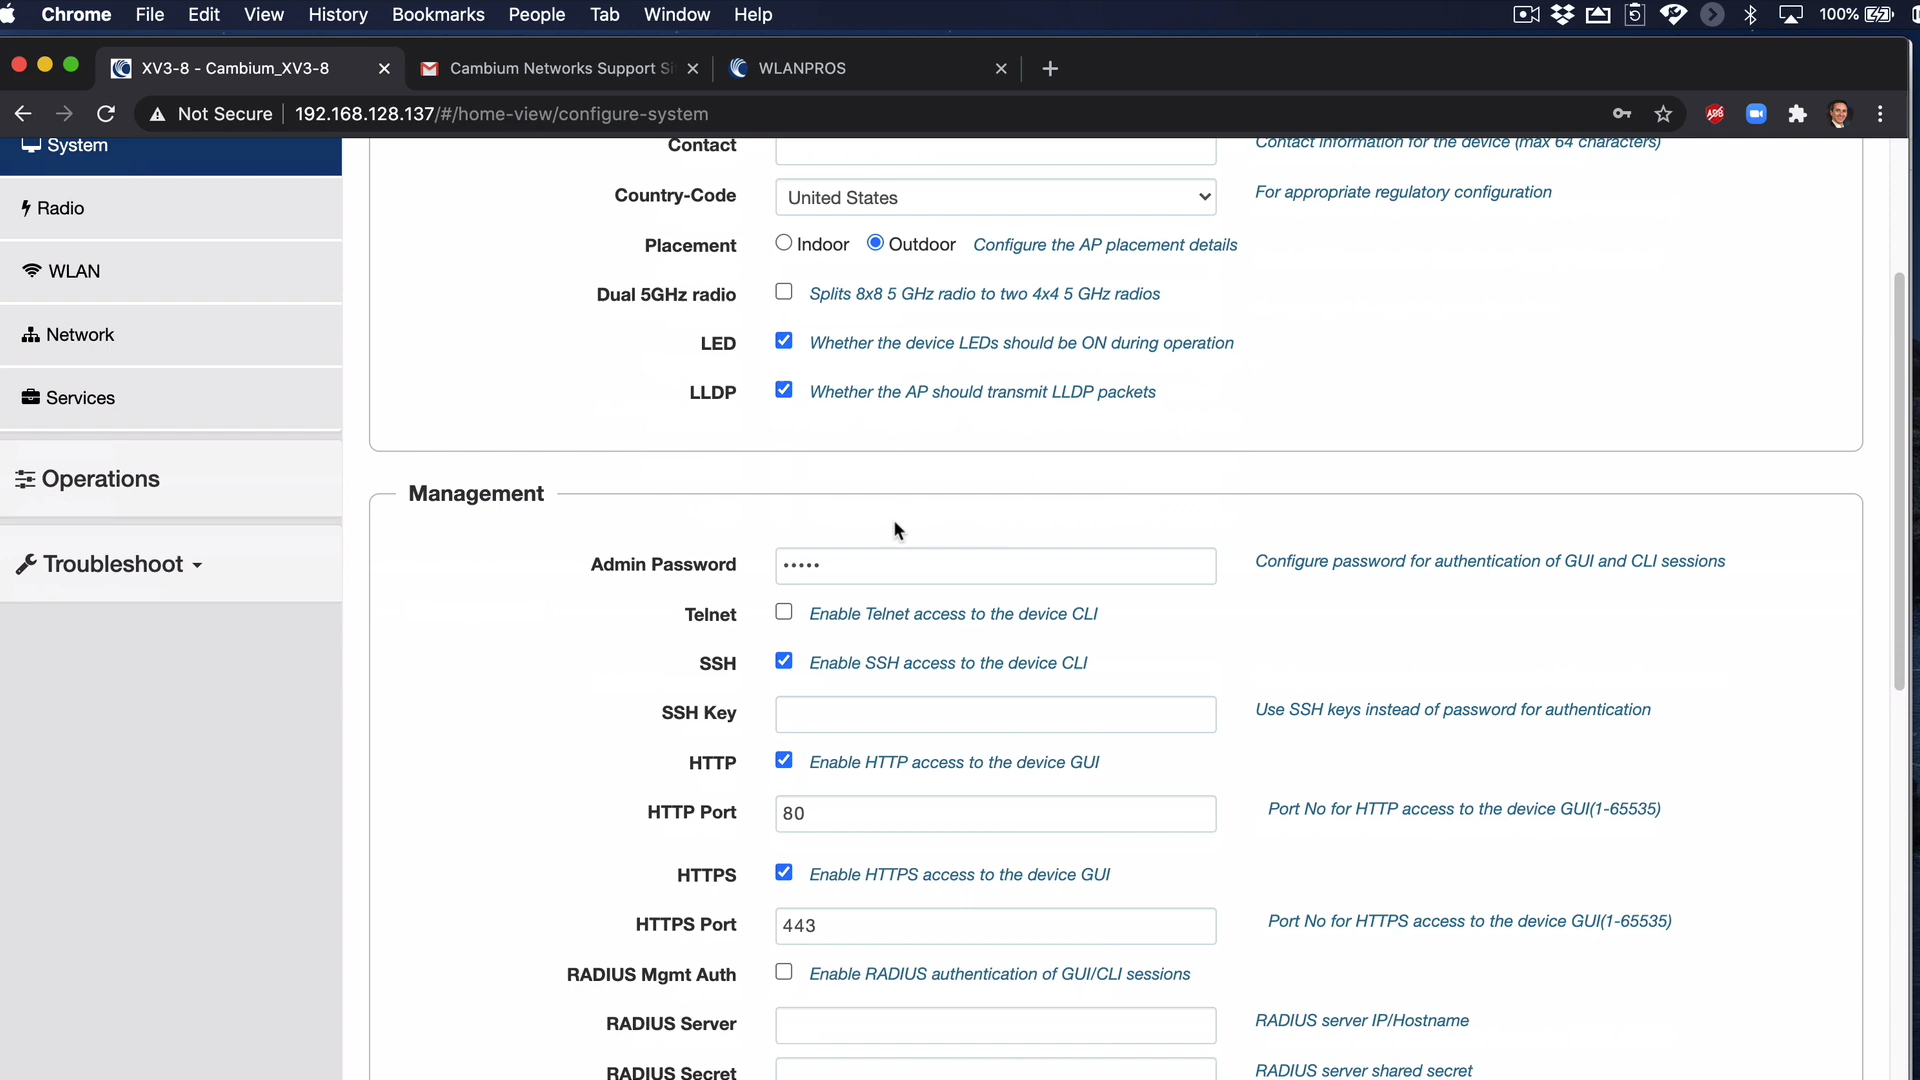 Chrome File Edit View History Bookmarks People Tab Window Help 100%
XV3-8 - Cambium_XV3-8 Cambium Networks Support Si WLANPROS
Not Secure 192.168.128.137/#/home-view/configure-system ABP
System
Radio
WLAN
Network
Services
Operations
Troubleshoot
Contact Contact information for the device (max 64 characters)
Country-Code United States For appropriate regulatory configuration
Placement Indoor Outdoor Configure the AP placement details
Dual 5GHz radio Splits 8x8 5 GHz radio to two 4x4 5 GHz radios
LED Whether the device LEDs should be ON during operation
LLDP Whether the AP should transmit LLDP packets
Management
Admin Password ••••• Configure password for authentication of GUI and CLI sessions
Telnet Enable Telnet access to the device CLI
SSH Enable SSH access to the device CLI
SSH Key Use SSH keys instead of password for authentication
HTTP Enable HTTP access to the device GUI
HTTP Port 80 Port No for HTTP access to the device GUI(1-65535)
HTTPS Enable HTTPS access to the device GUI
HTTPS Port 443 Port No for HTTPS access to the device GUI(1-65535)
RADIUS Mgmt Auth Enable RADIUS authentication of GUI/CLI sessions
RADIUS Server RADIUS server IP/Hostname
RADIUS Secret RADIUS server shared secret